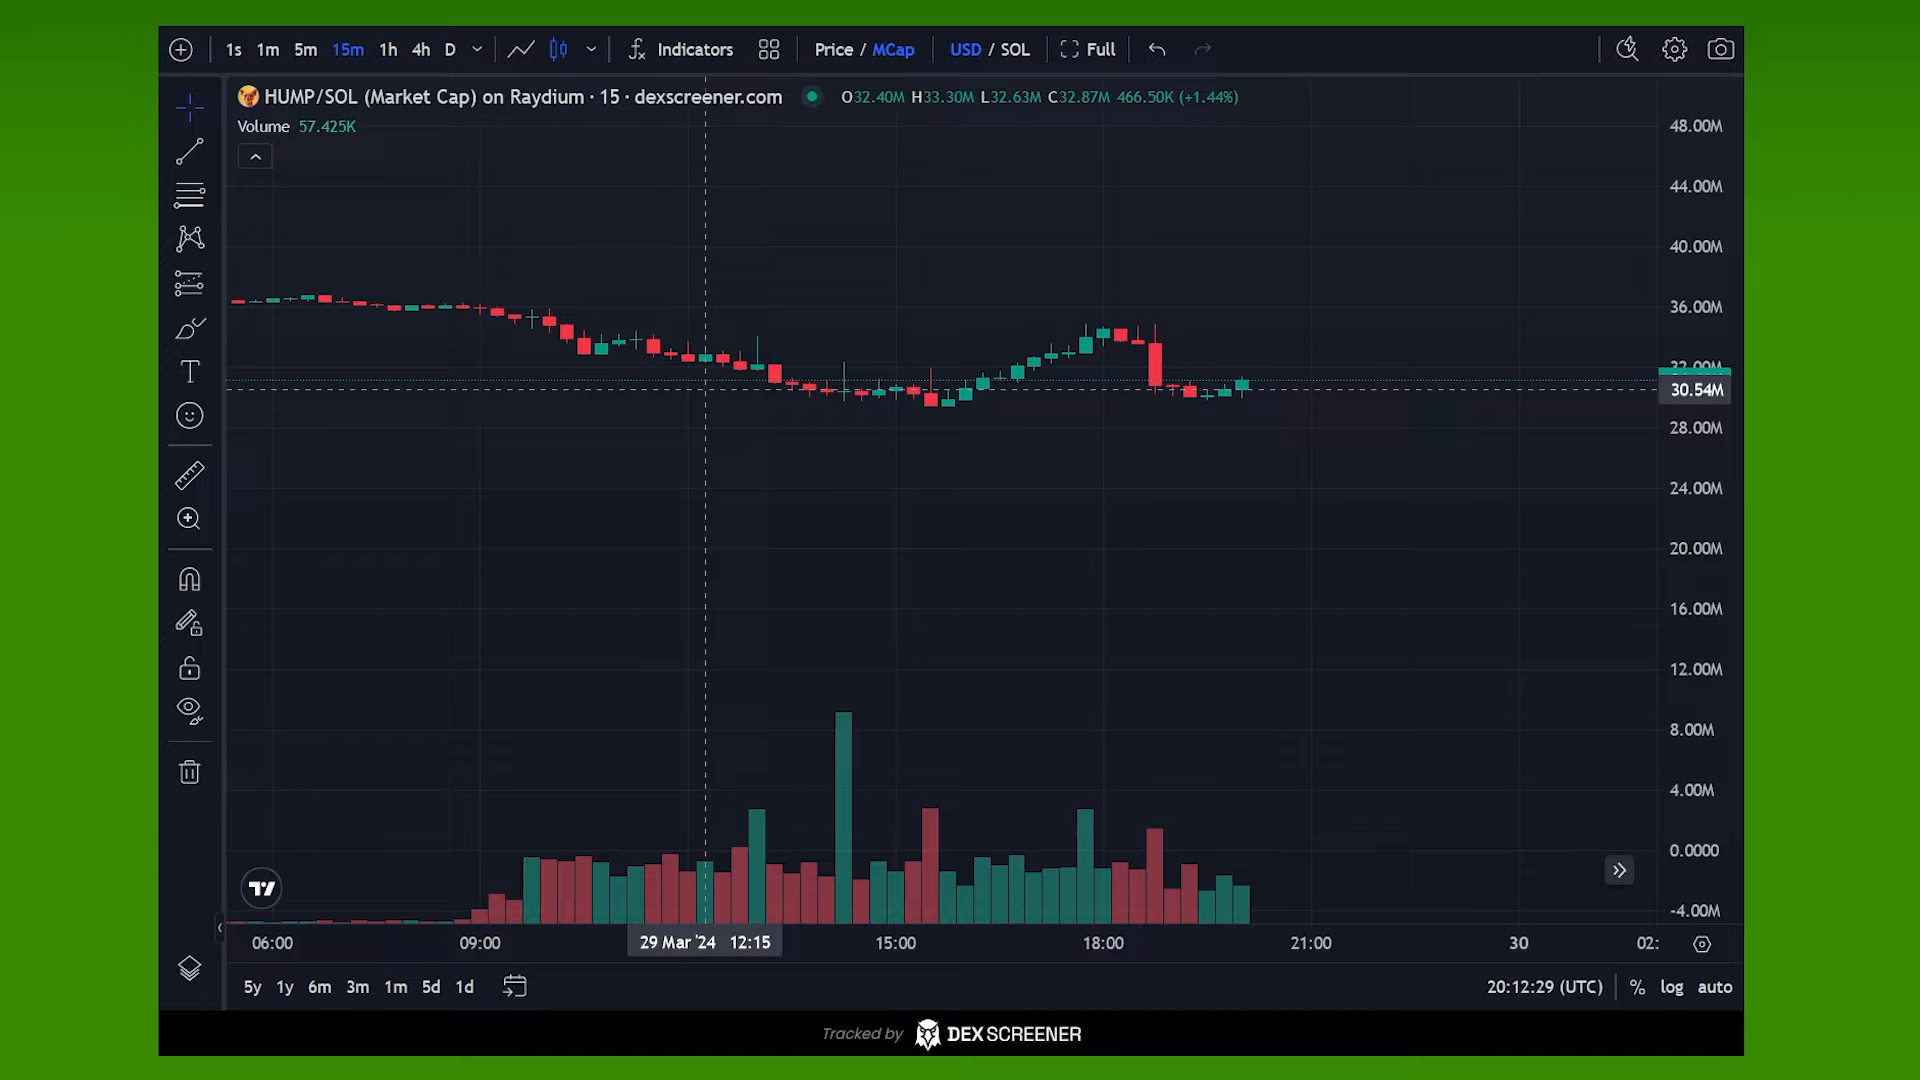 1s 1m 5m 15m 1h 4h D Indicators Price / MCap USD / SOL Full
HUMP/SOL (Market Cap) on Raydium · 15 · dexscreener.com O32.40M H33.30M L32.63M C32.87M 466.50K (+1.44%)
Volume 57.425K
48.00M
44.00M
40.00M
36.00M
32.00M
30.54M
28.00M
24.00M
20.00M
16.00M
12.00M
8.00M
4.00M
0.0000
-4.00M
06:00 09:00 29 Mar '24 12:15 15:00 18:00 21:00 30 02:
5y 1y 6m 3m 1m 5d 1d 20:12:29 (UTC) % log auto
Tracked by DEX SCREENER